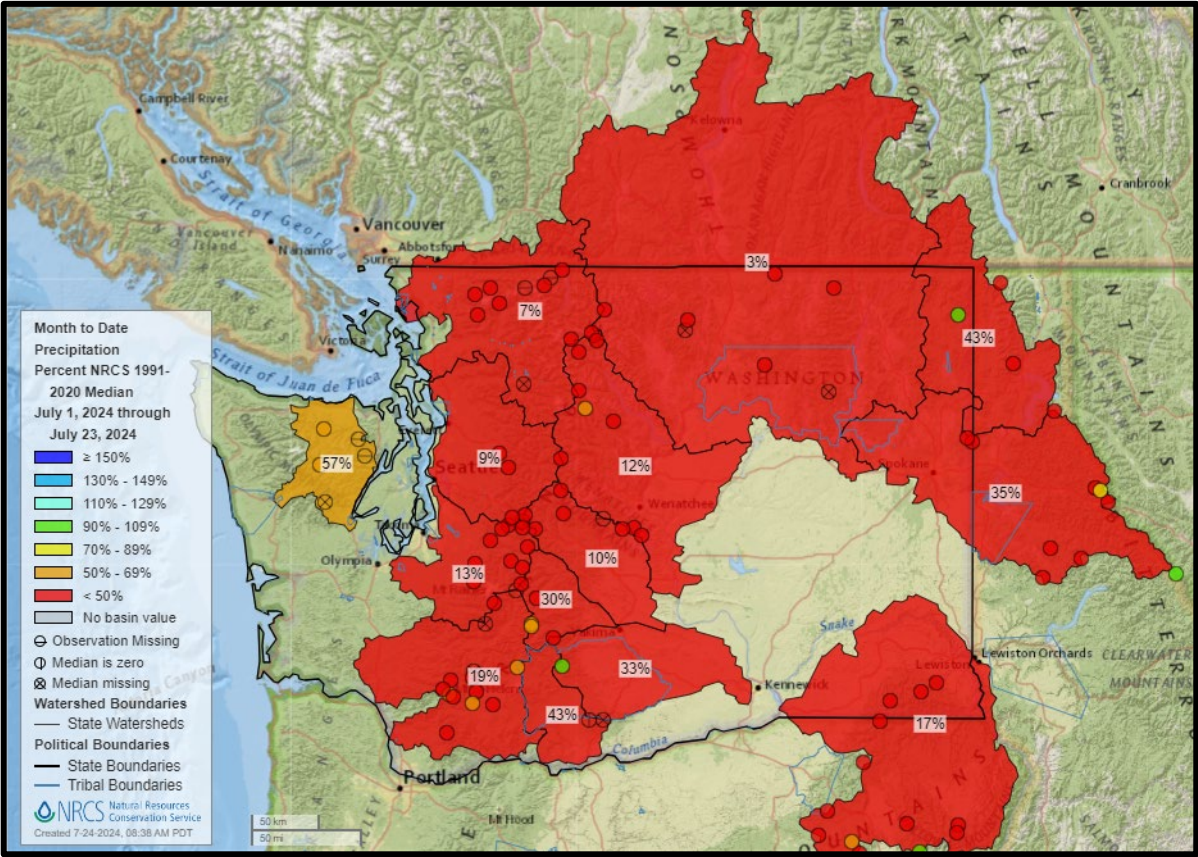 Campbell River
Courtenay
Strait of Georgia
Vancouver
Island
Nanaimo
Vancouver
Surrey
Abbotsford
Victoria
Strait of Juan de Fuca
Kelowna
Cranbrook
3%
7%
43%
WASHINGTON
57%
Seattle
9%
12%
Spokane
Wenatchee
35%
Olympia
13%
10%
30%
Yakima
Snake
Lewiston Orchards
Lewiston
CLEARWATER
MOUNTAINS
19%
33%
Kennewick
43%
17%
Columbia
Portland
Mt Hood
Month to Date
Precipitation
Percent NRCS 1991-
2020 Median
July 1, 2024 through
July 23, 2024
≥ 150%
130% - 149%
110% - 129%
90% - 109%
70% - 89%
50% - 69%
< 50%
No basin value
Observation Missing
Median is zero
Median missing
Watershed Boundaries
State Watersheds
Political Boundaries
State Boundaries
Tribal Boundaries
NRCS Natural Resources
Conservation Service
Created 7-24-2024, 08:38 AM PDT
50 km
50 mi